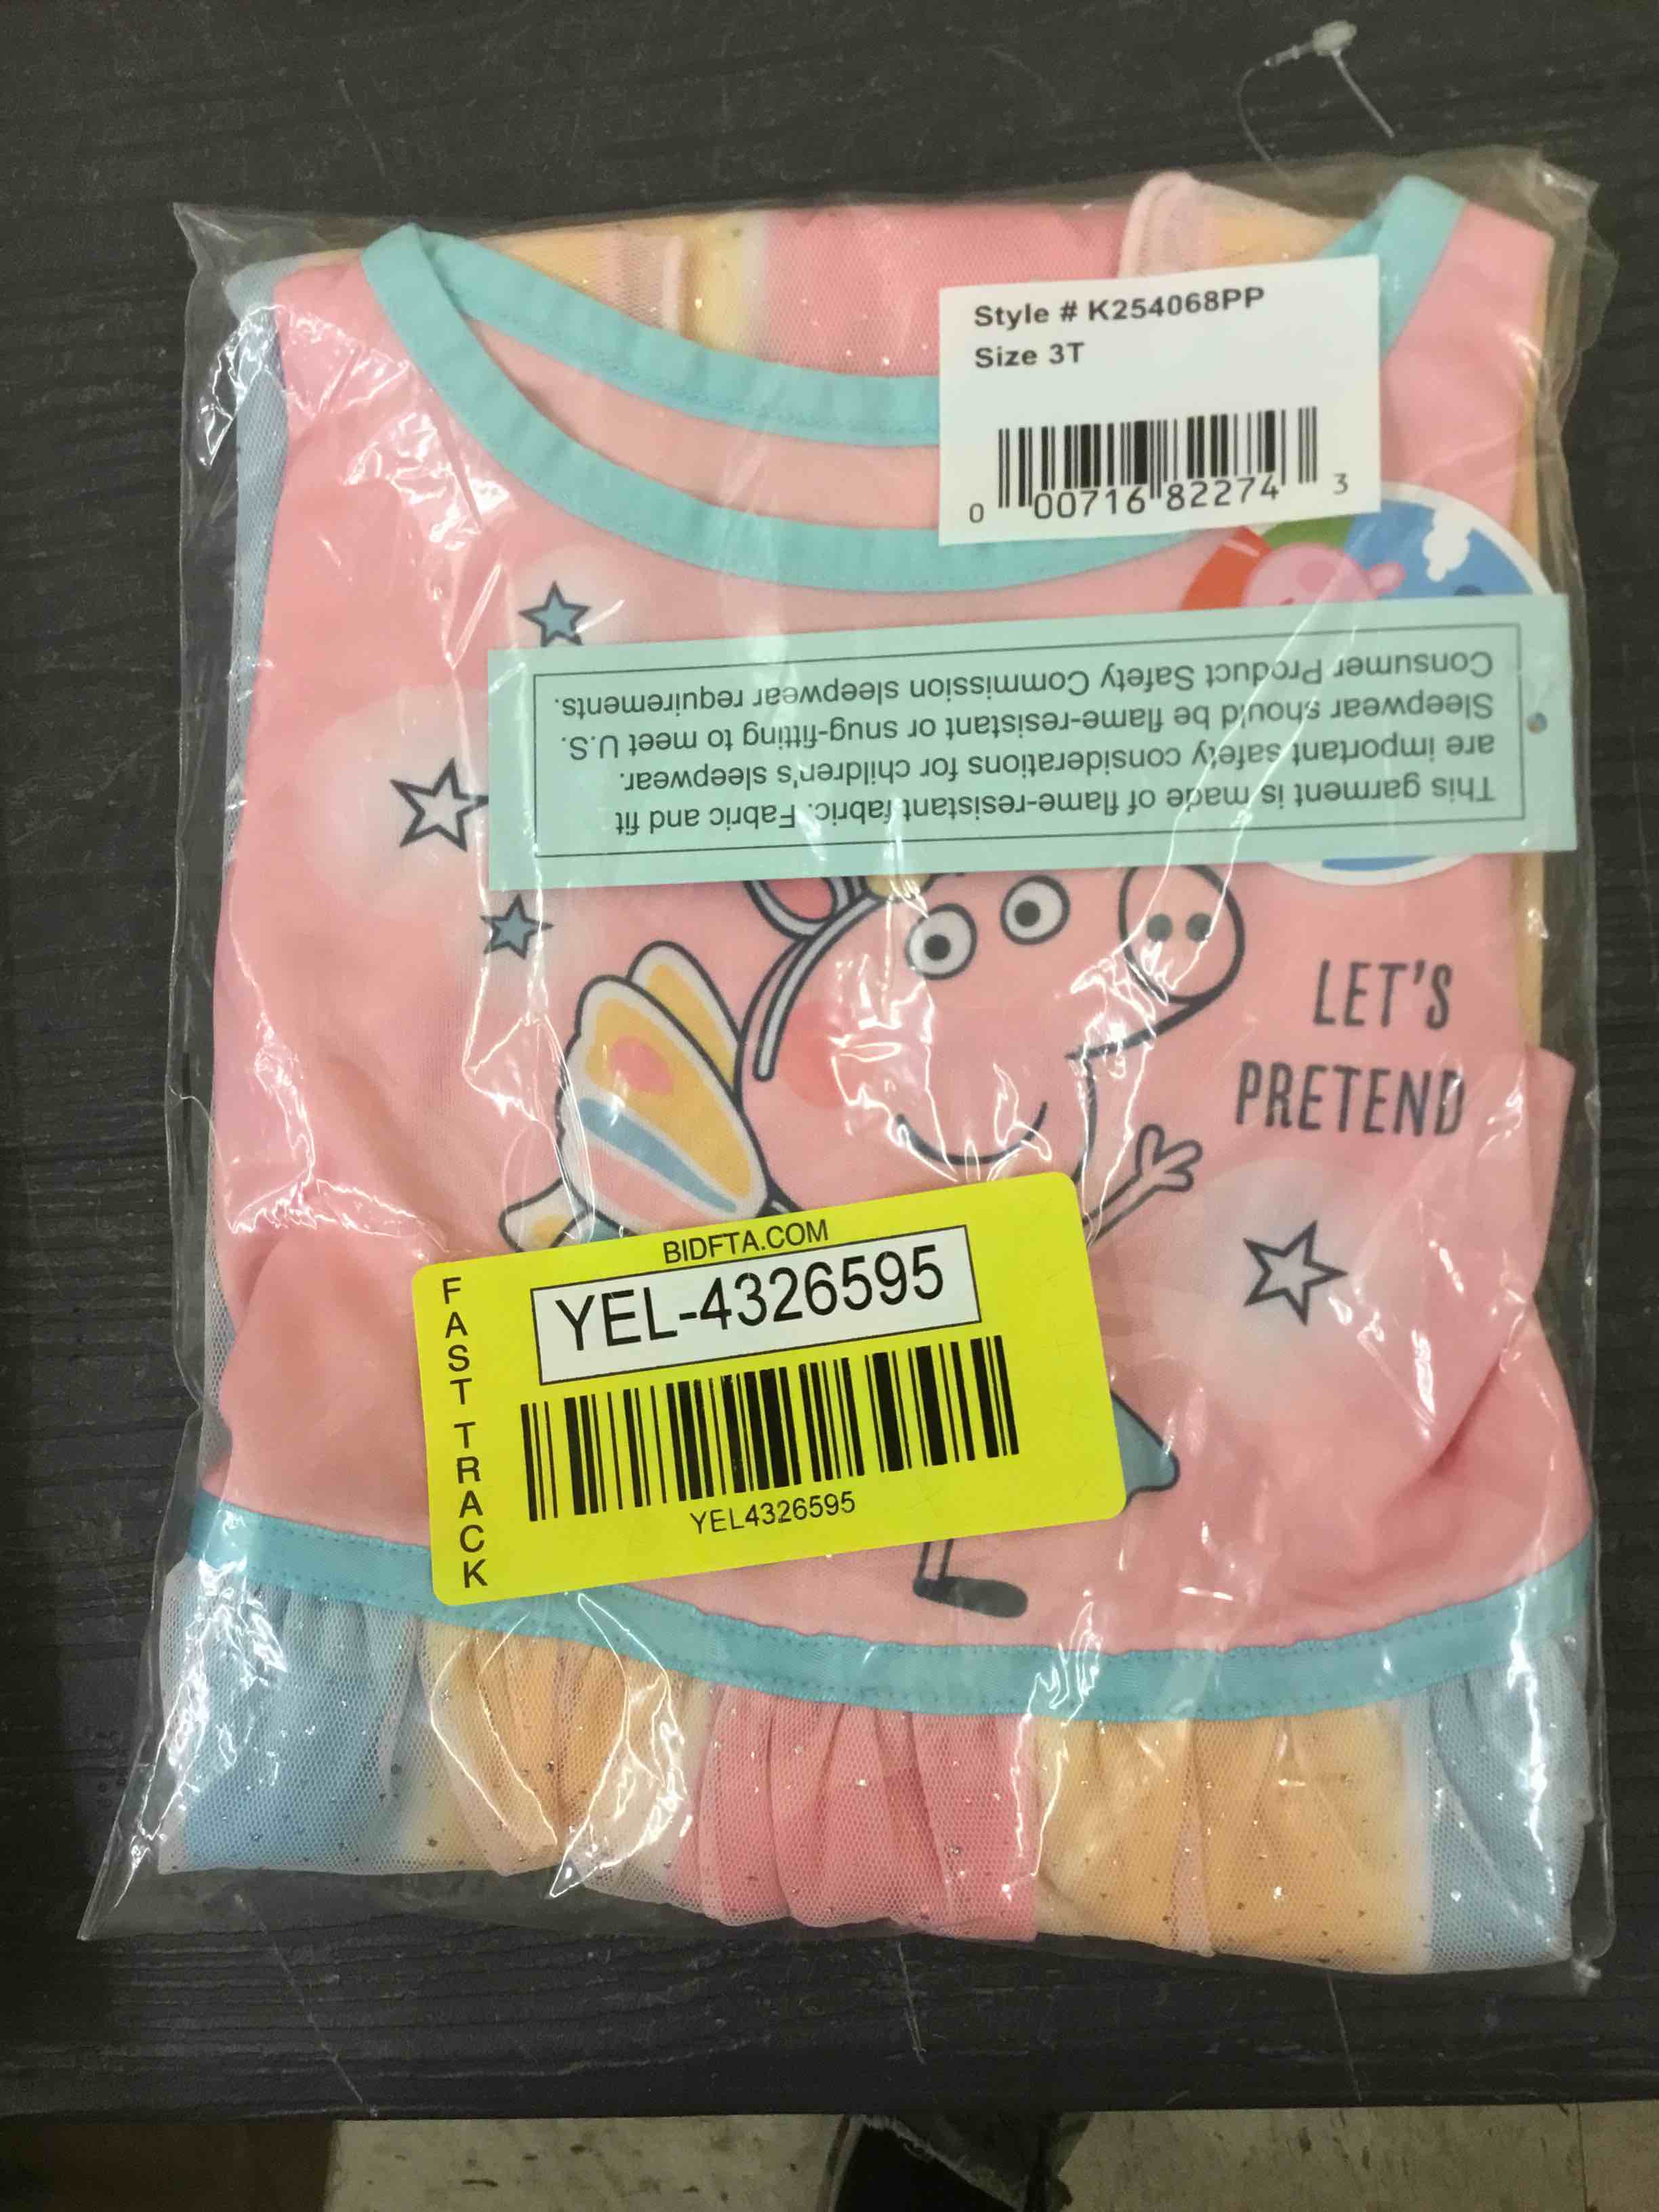 Style # K254068PP
Size 3T
0 00716 82274 3
This garment is made of flame-resistant fabric. Fabric and fit
are important safety considerations for children's sleepwear.
Sleepwear should be flame-resistant or snug-fitting to meet U.S.
Consumer Product Safety Commission sleepwear requirements.
LET'S
PRETEND
BIDFTA.COM
FAST TRACK
YEL-4326595
YEL4326595